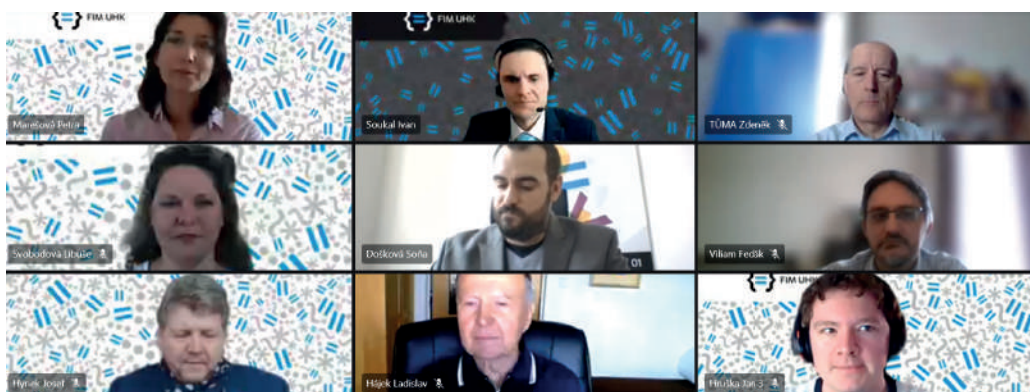 FIM UHK
FIM UHK
Marešová Petra
Soukal Ivan
TŮMA Zdeněk
Svobodová Libuše
Došková Soňa
01
Viliam Fedák
FIM UHK
Hynek Josef
Hájek Ladislav
Hruška Jan S